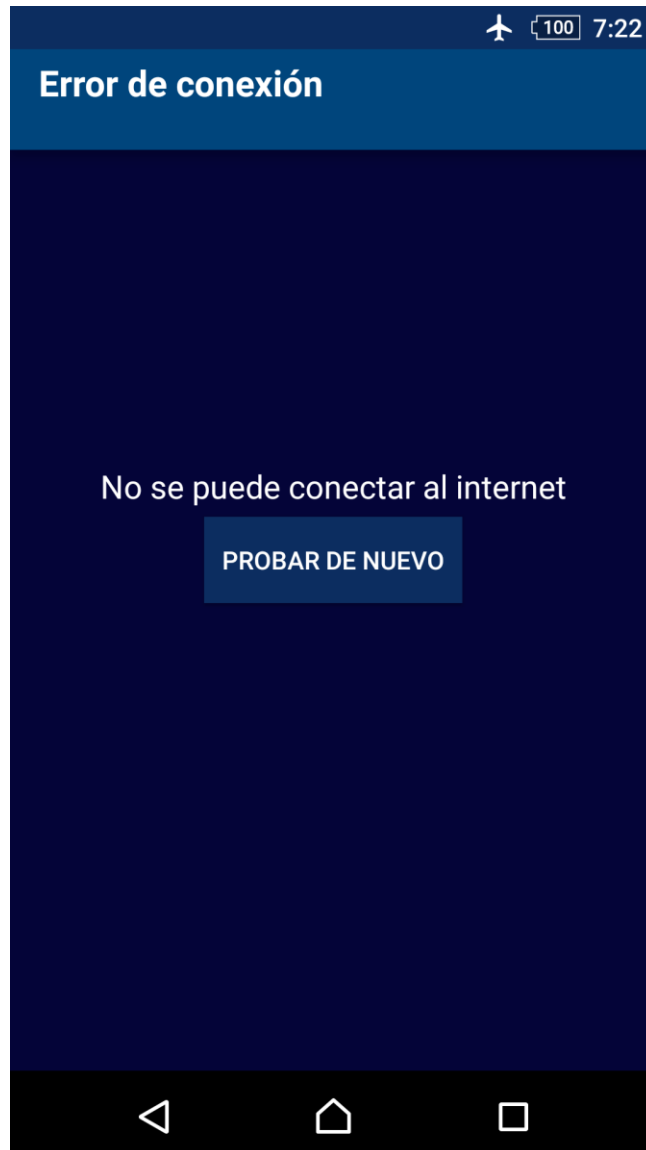 100 7:22
Error de conexión
No se puede conectar al internet
PROBAR DE NUEVO